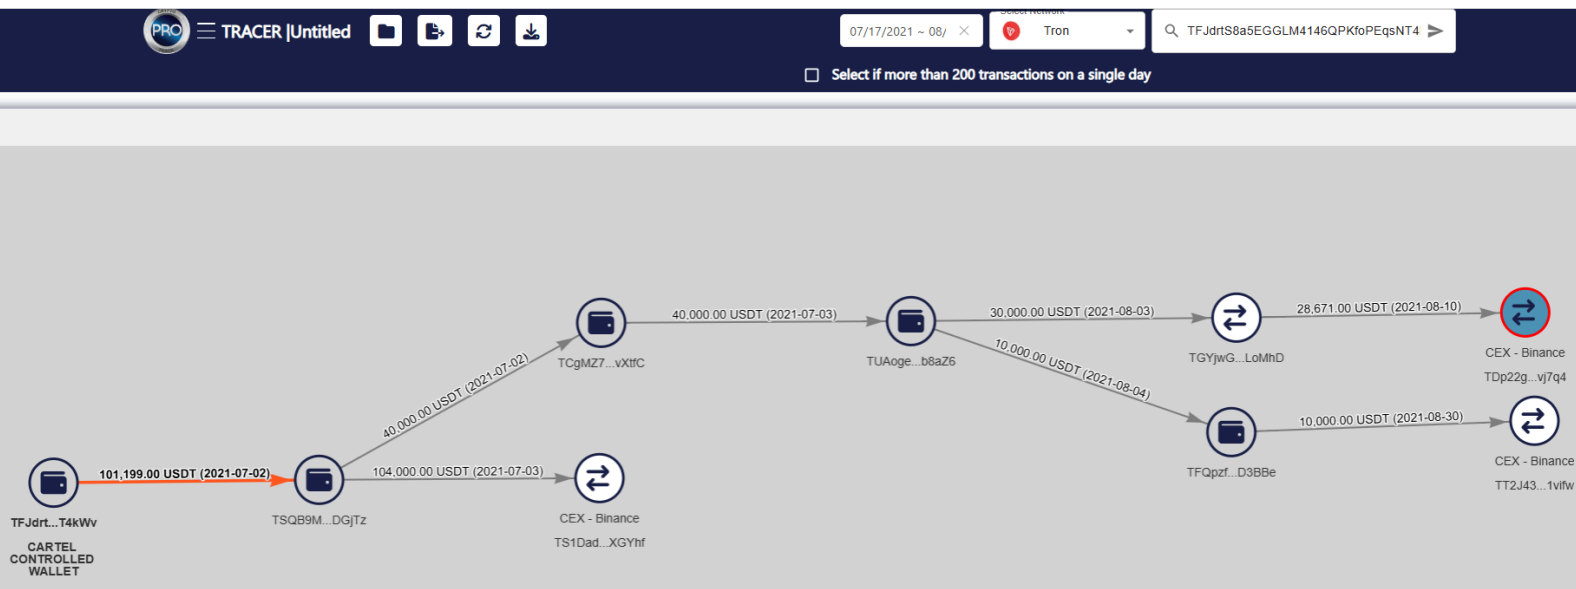 PRO
TRACER |Untitled
07/17/2021 ~ 08/
Select Network
Tron
TFJdrtS8a5EGGLM4146QPKfoPEqsNT4
Select if more than 200 transactions on a single day
28,671.00 USDT (2021-08-10)
40,000.00 USDT (2021-07-03)
30,000.00 USDT (2021-08-03)
CEX - Binance
TDp22g...vj7q4
TGYjwG...LoMhD
TCgMZ7...vXtfC
TUAoge...b8aZ6
10,000.00 USDT (2021-08-04)
40,000.00 USDT (2021-07-02)
10,000.00 USDT (2021-08-30)
CEX - Binance
TT2J43...1vifw
TFQpzf...D3BBe
101,199.00 USDT (2021-07-02)
104,000.00 USDT (2021-07-03)
TFJdrt...T4kWv
CARTEL
CONTROLLED
WALLET
TSQB9M...DGjTz
CEX - Binance
TS1Dad...XGYhf